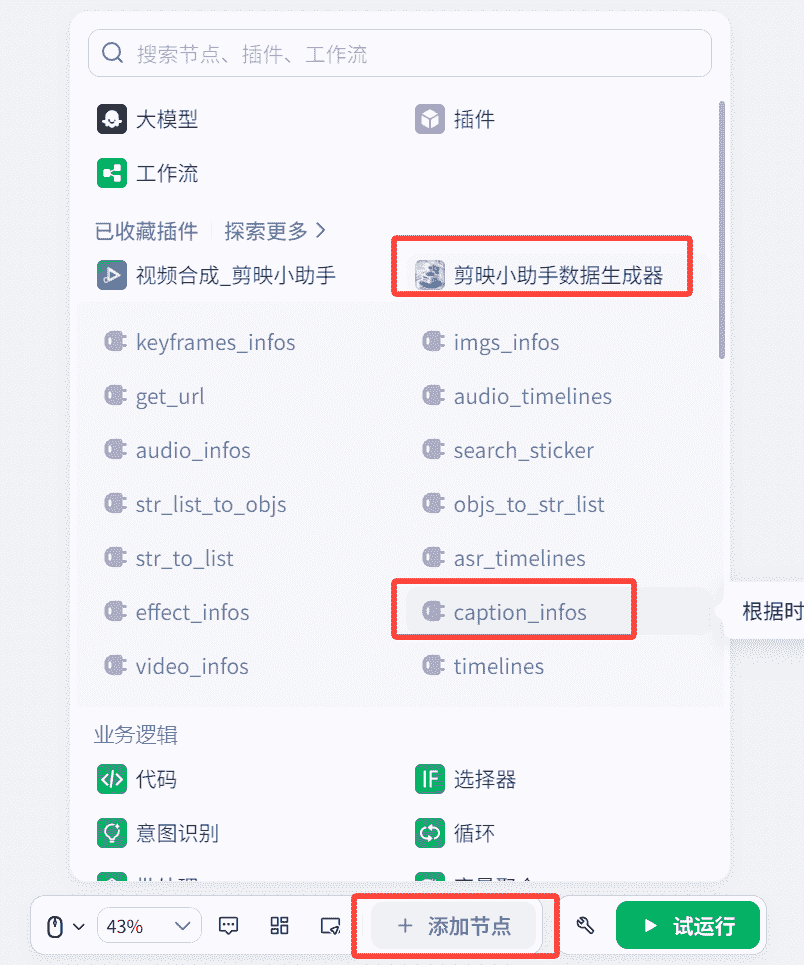 搜索节点、插件、工作流
大模型
插件
工作流
已收藏插件 探索更多
视频合成_剪映小助手
剪映小助手数据生成器
keyframes_infos
imgs_infos
get_url
audio_timelines
audio_infos
search_sticker
str_list_to_objs
objs_to_str_list
str_to_list
asr_timelines
effect_infos
caption_infos
根据时
video_infos
timelines
业务逻辑
代码
IF
选择器
意图识别
循环
43%
添加节点
试运行